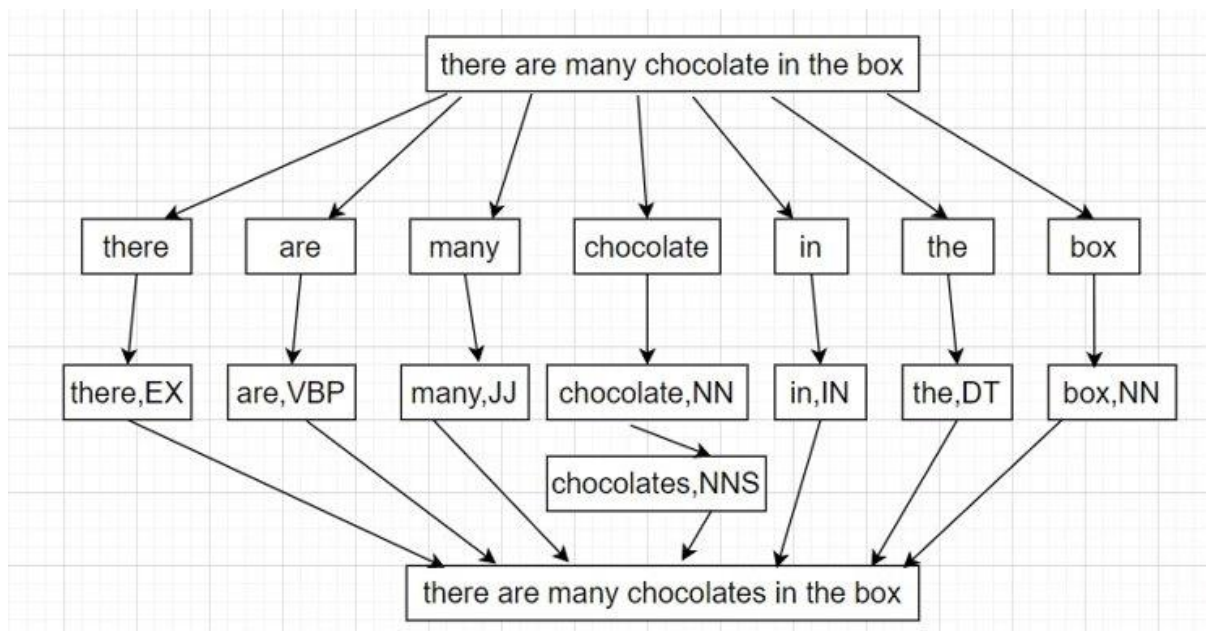 there are many chocolate in the box
there
are
many
chocolate
in
the
box
there,EX
are,VBP
many,JJ
chocolate,NN
in,IN
the,DT
box,NN
chocolates,NNS
there are many chocolates in the box